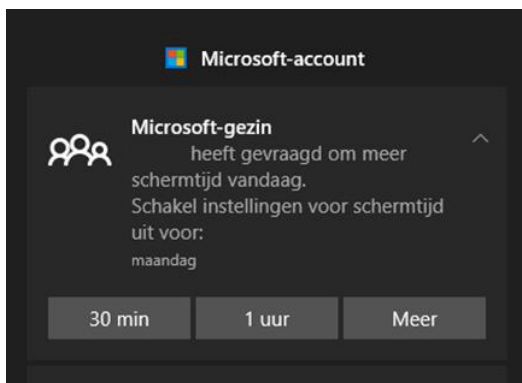 Microsoft-account
Microsoft-gezin
heeft gevraagd om meer
schermtijd vandaag.
Schakel instellingen voor schermtijd
uit voor:
maandag
30 min
1 uur
Meer